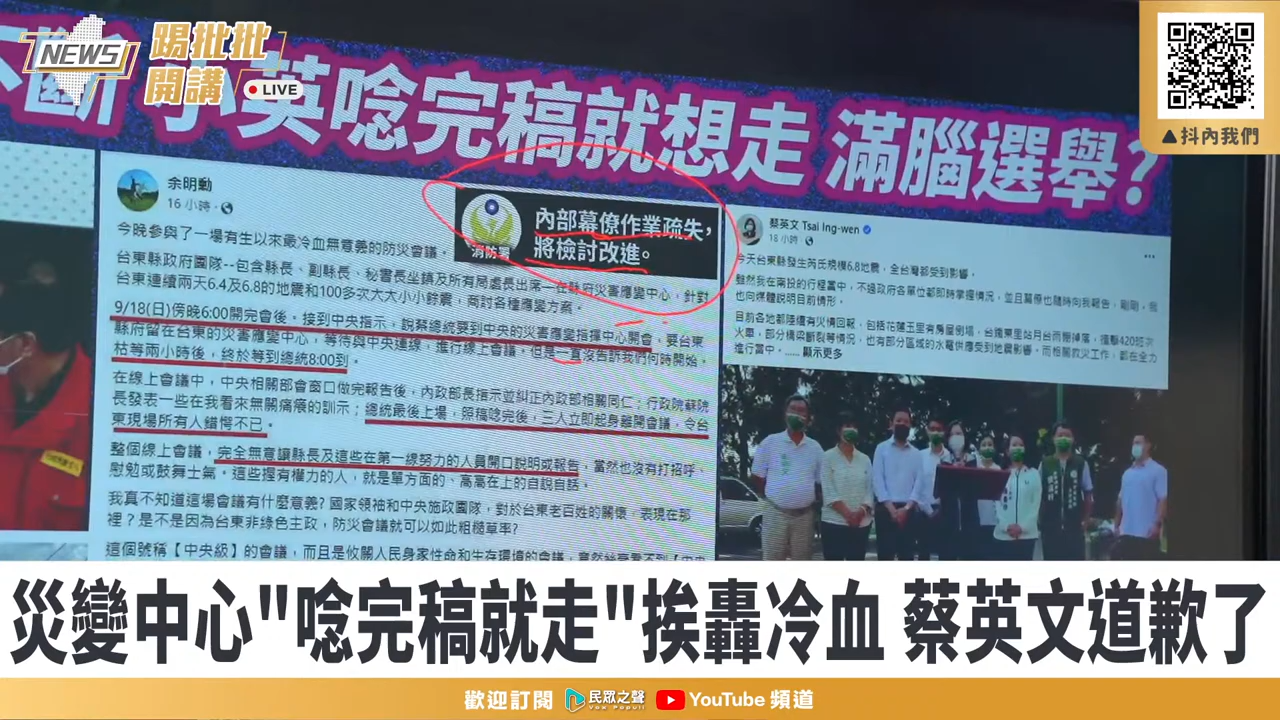 NEWS
踢批批
開講
LIVE
▲抖內我們
不斷 小英唸完稿就想走 滿腦選舉?
余明勳
16 小時
今晚參與了一場有生以來最冷血無意義的防災會議。
台東縣政府團隊--包含縣長、副縣長、秘書長坐鎮及所有局處長出席一在縣府災害應變中心,針對
台東連續兩天6.4及6.8的地震和100多次大大小小餘震,商討各種應變方案。
9/18(日)傍晚6:00開完會後。接到中央指示,說蔡總統要到中央的災害應變指揮中心開會。要台東
縣府留在台東的災害應變中心,等待與中央連線。進行線上會議。但是一直沒告訴我們何時開始。
枯等兩小時後,終於等到總統8:00到。
在線上會議中,中央相關部會窗口做完報告後,內政部長指示並糾正內政部相關同仁;行政院蘇院
長發表一些在我看來無關痛癢的訓示;總統最後上場,照稿唸完後,三人立即起身離開會議,令台
東現場所有人錯愕不已。
整個線上會議,完全無意讓縣長及這些在第一線努力的人員開口說明或報告,當然也沒有打招呼、
慰勉或鼓舞士氣。這些握有權力的人,就是單方面的、高高在上的自說自話。
我真不知道這場會議有什麼意義?國家領袖和中央施政團隊,對於台東老百姓的關懷,表現在那
裡?是不是因為台東非綠色主政,防災會議就可以如此粗糙草率?
這個號稱【中央級】的會議,而且是攸關人民身家性命和生存環境的會議,竟然
消防署
內部幕僚作業疏失,
將檢討改進。
蔡英文 Tsai Ing-wen
18 小時
今天台東縣發生芮氏規模6.8地震,全台灣都受到影響。
雖然我在南投的行程當中,不過政府各單位都即時掌握情況,並且幕僚也隨時向我報告,剛剛,我
也向媒體說明目前情形。
目前各地都陸續有災情回報,包括花蓮玉里有房屋倒塌,台鐵東里站月台雨棚掉落,撞擊420班次
火車,部分橋梁斷裂等情況,也有部分區域的水電供應受到地震影響。而相關救災工作,都在全力
進行當中。...... 顯示更多
災變中心"唸完稿就走"挨轟冷血 蔡英文道歉了
歡迎訂閱 民眾之聲 Vox Populi YouTube 頻道